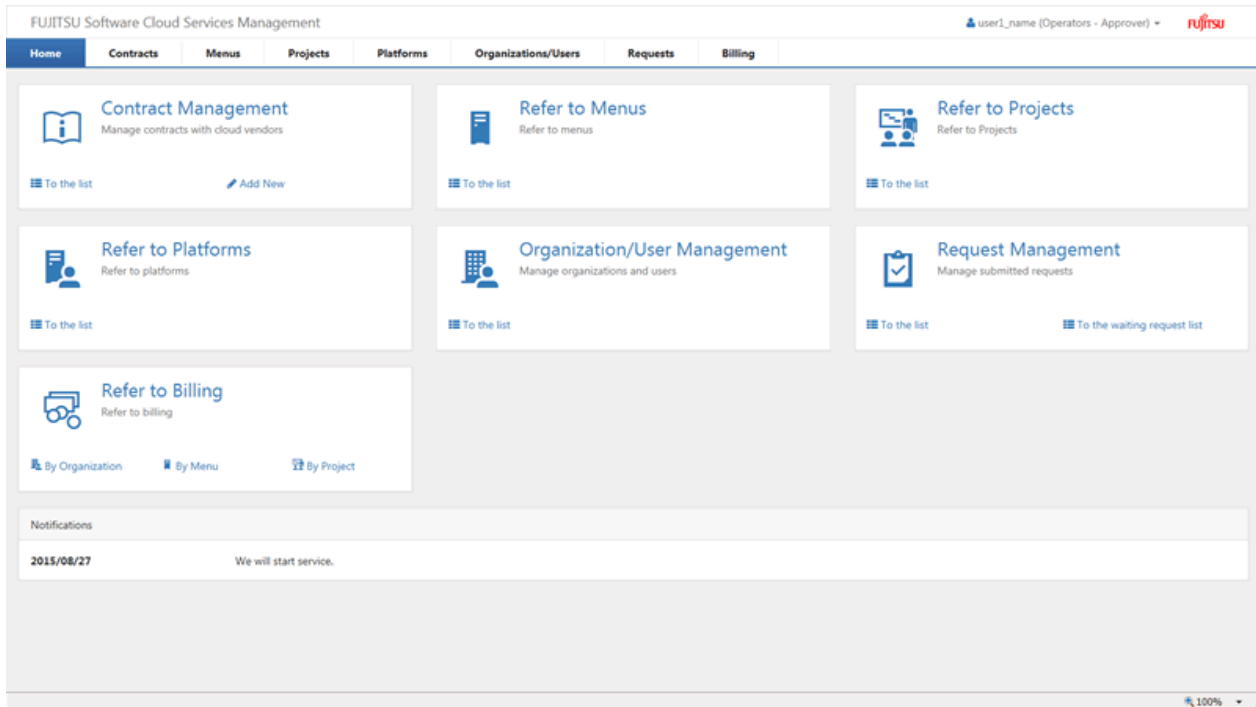 FUJITSU Software Cloud Services Management
user1_name (Operators - Approver)
FUJITSU
Home Contracts Menus Projects Platforms Organizations/Users Requests Billing
Contract Management
Manage contracts with cloud vendors
To the list Add New
Refer to Menus
Refer to menus
To the list
Refer to Projects
Refer to Projects
To the list
Refer to Platforms
Refer to platforms
To the list
Organization/User Management
Manage organizations and users
To the list
Request Management
Manage submitted requests
To the list To the waiting request list
Refer to Billing
Refer to billing
By Organization By Menu By Project
Notifications
2015/08/27 We will start service.
100%